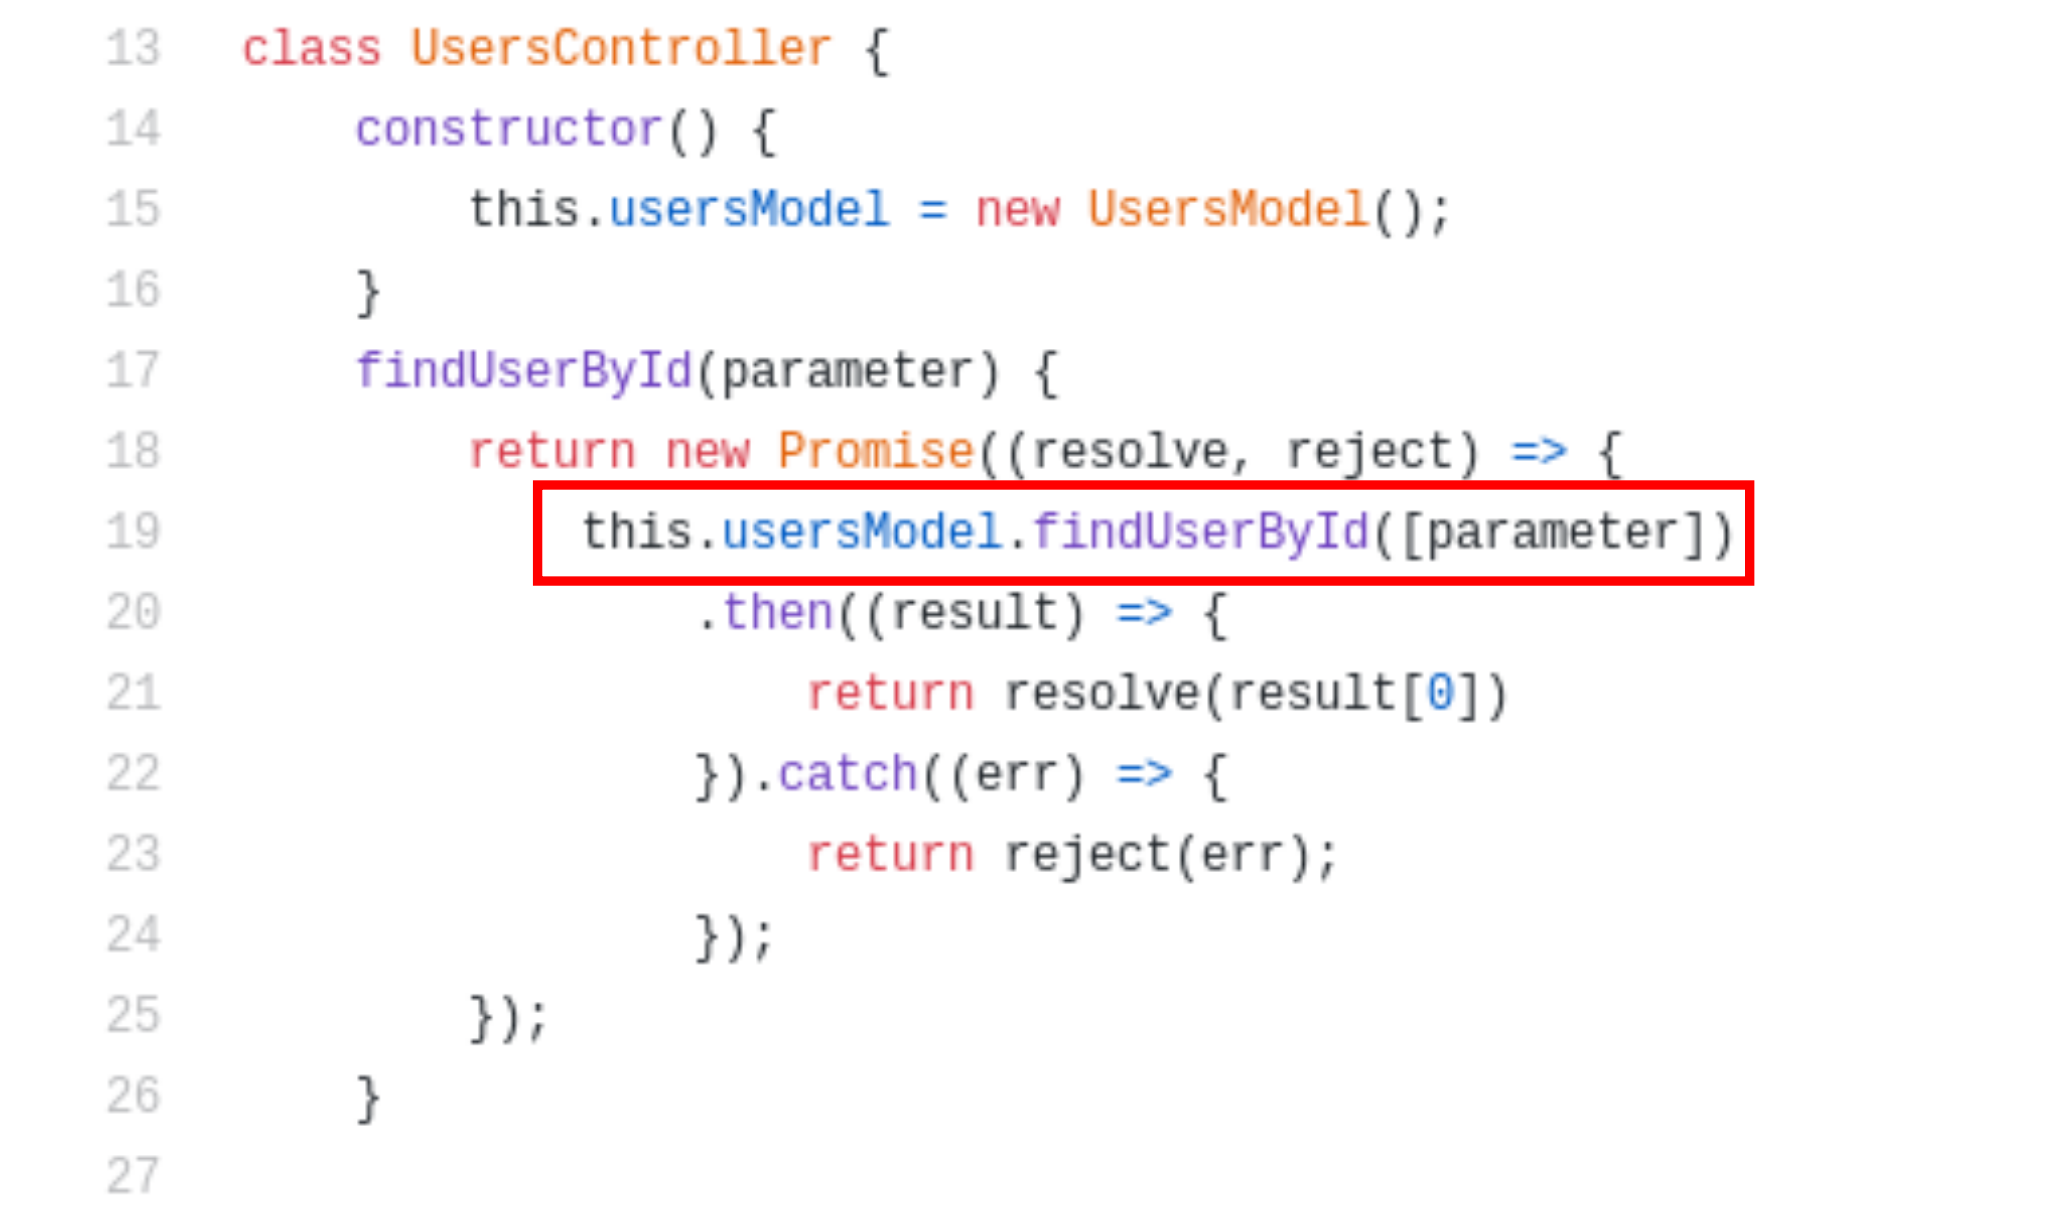 13 class UsersController {
14 constructor() {
15 this.usersModel = new UsersModel();
16 }
17 findUserById(parameter) {
18 return new Promise((resolve, reject) => {
19 this.usersModel.findUserById([parameter])
20 .then((result) => {
21 return resolve(result[0])
22 }).catch((err) => {
23 return reject(err);
24 });
25 });
26 }
27